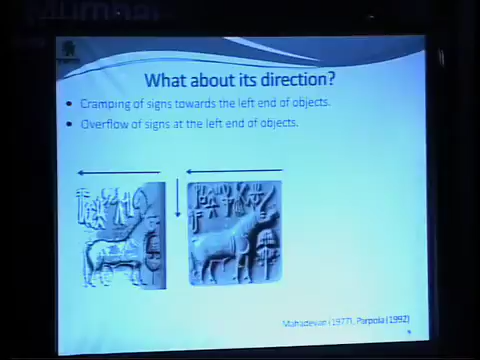 What about its direction?
• Cramping of signs towards the left end of objects.
• Overflow of signs at the left end of objects.
Mahadevan (1977), Parpola (1992)